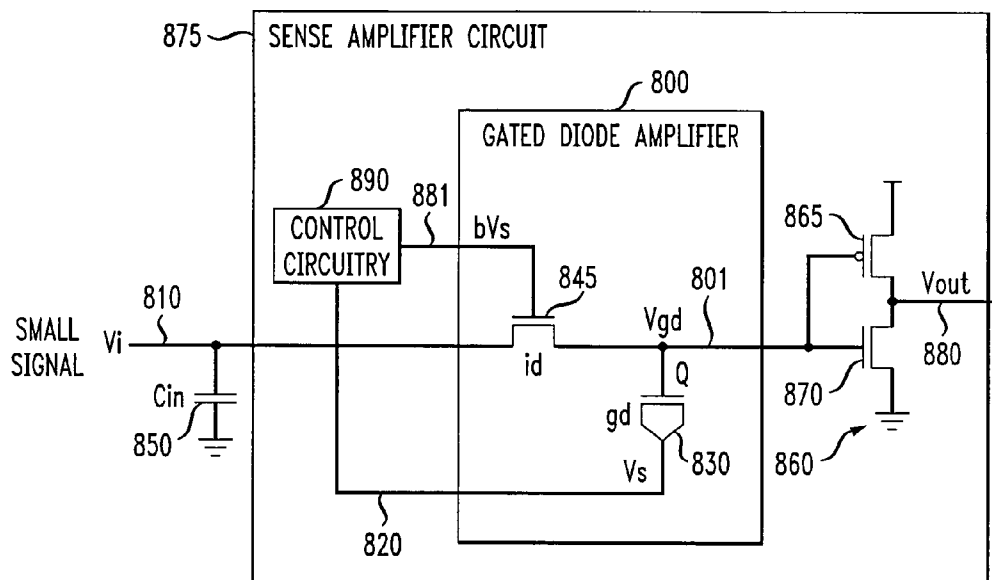 875
SENSE AMPLIFIER CIRCUIT
800
GATED DIODE AMPLIFIER
890
881
865
CONTROL
CIRCUITRY
bVs
845
801
Vout
810
Vgd
SMALL
SIGNAL
Vi
id
880
Q
870
Cin
gd
850
830
Vs
860
820